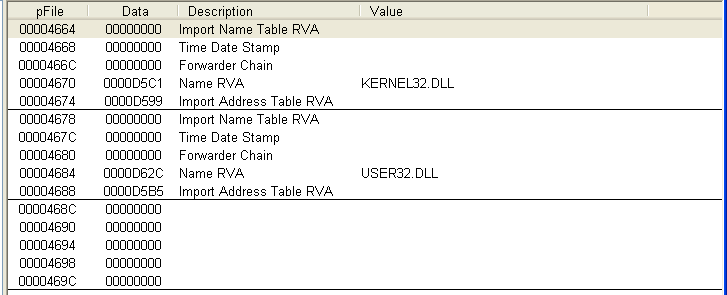 pFile Data Description Value
00004664 00000000 Import Name Table RVA
00004668 00000000 Time Date Stamp
0000466C 00000000 Forwarder Chain
00004670 0000D5C1 Name RVA KERNEL32.DLL
00004674 0000D599 Import Address Table RVA
00004678 00000000 Import Name Table RVA
0000467C 00000000 Time Date Stamp
00004680 00000000 Forwarder Chain
00004684 0000D62C Name RVA USER32.DLL
00004688 0000D5B5 Import Address Table RVA
0000468C 00000000
00004690 00000000
00004694 00000000
00004698 00000000
0000469C 00000000